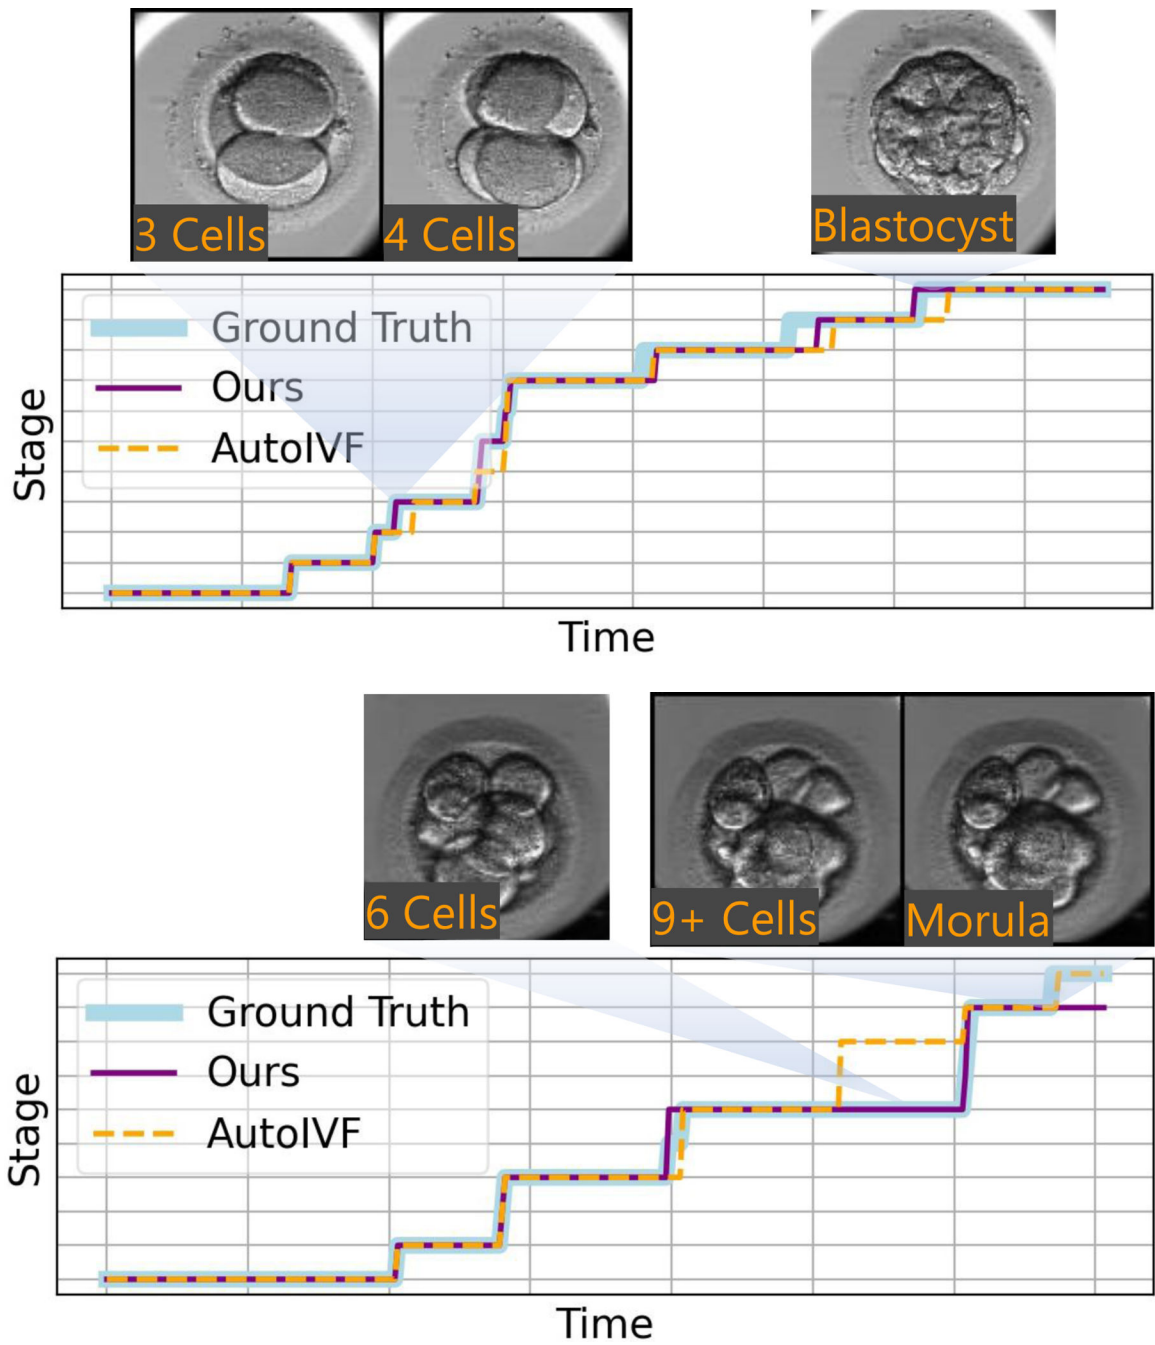 3 Cells
4 Cells
Blastocyst
Ground Truth
Ours
AutoIVF
Stage
Time
6 Cells
9+ Cells
Morula
Ground Truth
Ours
AutoIVF
Stage
Time